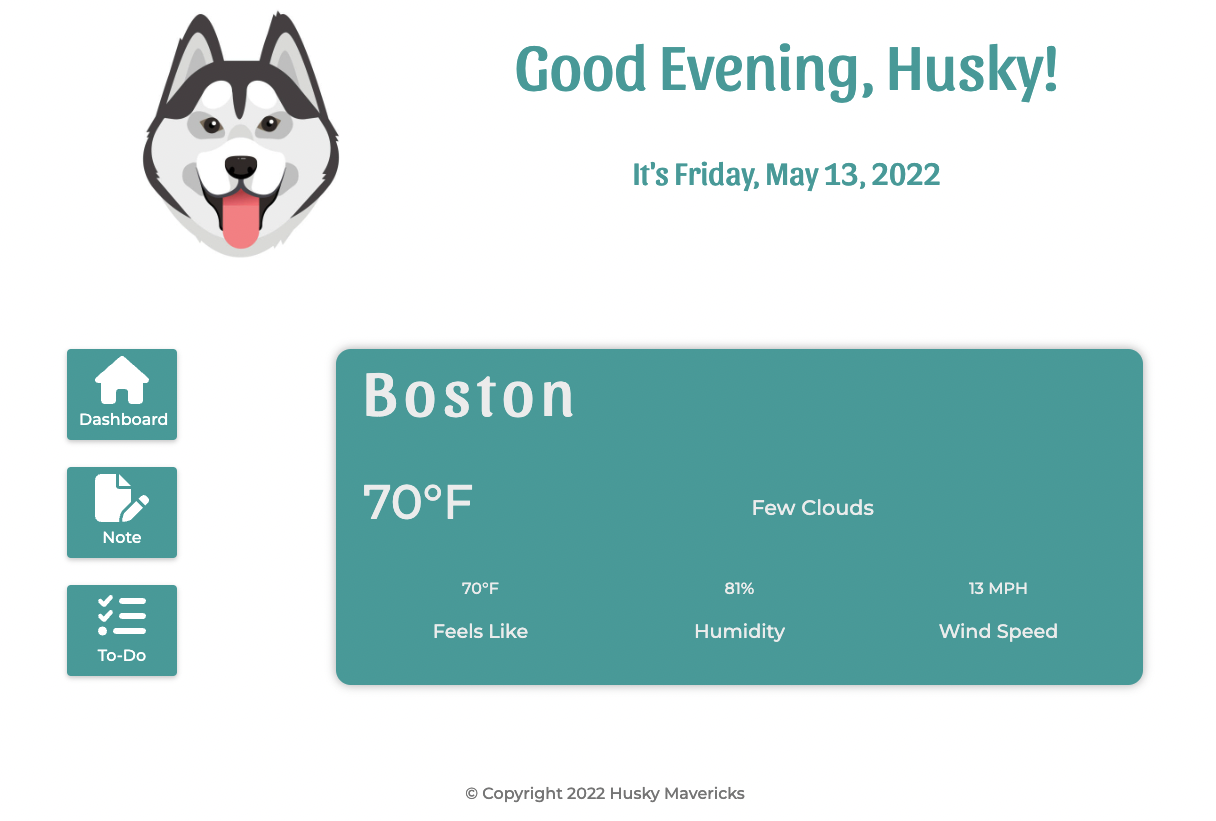 Good Evening, Husky!
It's Friday, May 13, 2022
Dashboard
Note
To-Do
Boston
70°F
Few Clouds
70°F
81%
13 MPH
Feels Like
Humidity
Wind Speed
© Copyright 2022 Husky Mavericks